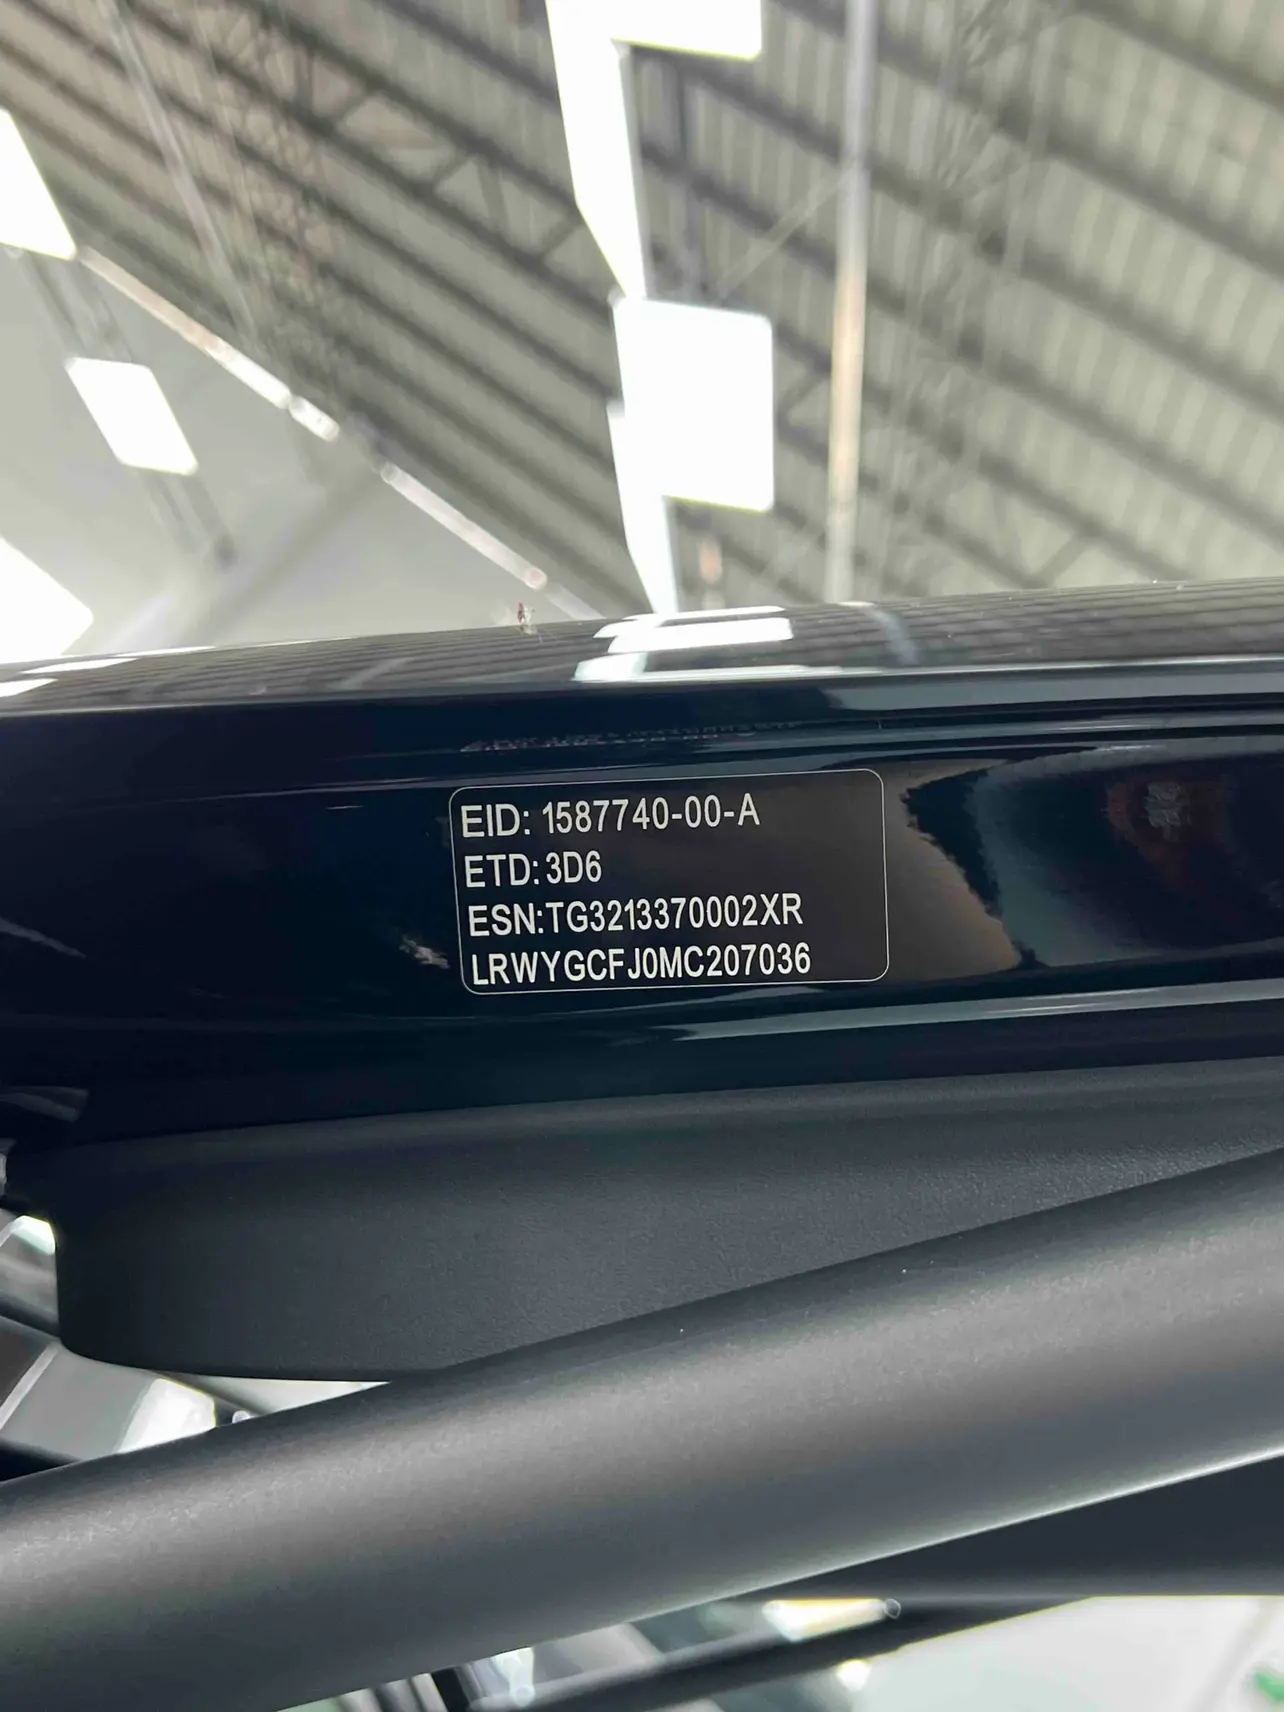 EID: 1587740-00-A
ETD: 3D6
ESN:TG3213370002XR
LRWYGCFJ0MC207036